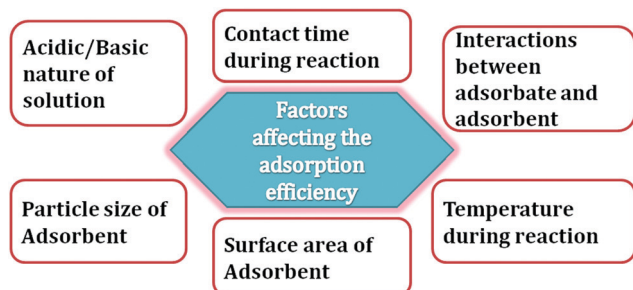 Acidic/Basic
nature of
solution
Contact time
during reaction
Interactions
between
adsorbate and
adsorbent
Factors
affecting the
adsorption
efficiency
Particle size of
Adsorbent
Surface area of
Adsorbent
Temperature
during reaction